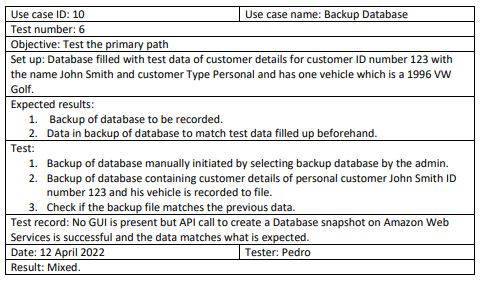 Use case ID: 10 Use case name: Backup Database
Test number: 6
Objective: Test the primary path
Set up: Database filled with test data of customer details for customer ID number 123 with
the name John Smith and customer Type Personal and has one vehicle which is a 1996 VW
Golf.
Expected results:
1. Backup of database to be recorded.
2. Data in backup of database to match test data filled up beforehand.
Test:
1. Backup of database manually initiated by selecting backup database by the admin.
2. Backup of database containing customer details of personal customer John Smith ID
number 123 and his vehicle is recorded to file.
3. Check if the backup file matches the previous data.
Test record: No GUI is present but API call to create a Database snapshot on Amazon Web
Services is successful and the data matches what is expected.
Date: 12 April 2022 Tester: Pedro
Result: Mixed.